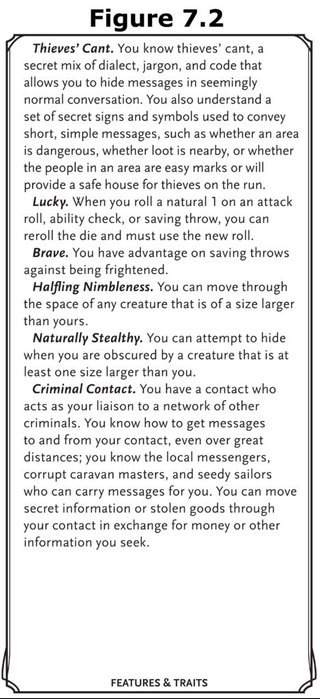 Figure 7.2
Thieves' Cant. You know thieves' cant, a
secret mix of dialect, jargon, and code that
allows you to hide messages in seemingly
normal conversation. You also understand a
set of secret signs and symbols used to convey
short, simple messages, such as whether an area
is dangerous, whether loot is nearby, or whether
the people in an area are easy marks or will
provide a safe house for thieves on the run.
Lucky. When you roll a natural 1 on an attack
roll, ability check, or saving throw, you can
reroll the die and must use the new roll.
Brave. You have advantage on saving throws
against being frightened.
Halfling Nimbleness. You can move through
the space of any creature that is of a size larger
than yours.
Naturally Stealthy. You can attempt to hide
when you are obscured by a creature that is at
least one size larger than you.
Criminal Contact. You have a contact who
acts as your liaison to a network of other
criminals. You know how to get messages
to and from your contact, even over great
distances; you know the local messengers,
corrupt caravan masters, and seedy sailors
who can carry messages for you. You can move
secret information or stolen goods through
your contact in exchange for money or other
information you seek.
FEATURES & TRAITS